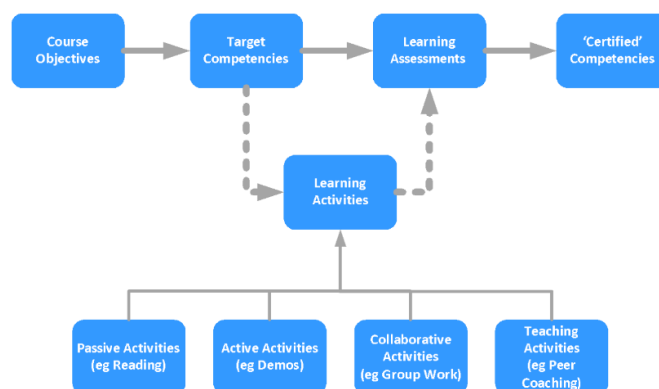 Course
Objectives
Target
Competencies
Learning
Assessments
‘Certified’
Competencies
Learning
Activities
Passive Activities
(eg Reading)
Active Activities
(eg Demos)
Collaborative
Activities
(eg Group Work)
Teaching
Activities
(eg Peer
Coaching)